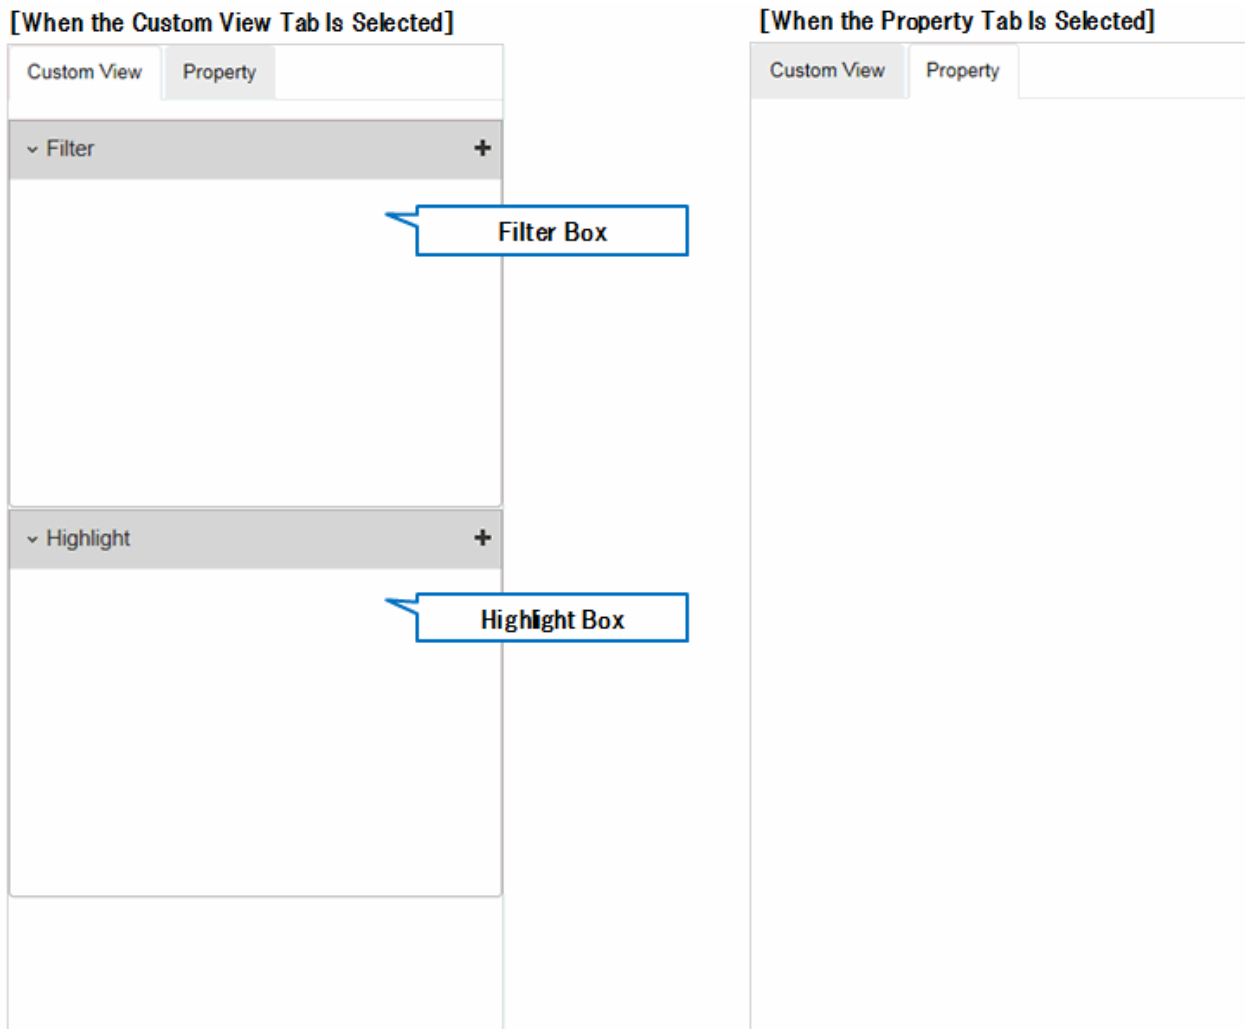 [When the Custom View Tab Is Selected]
Custom View
Property
Filter
Filter Box
Highlight
Highlight Box
[When the Property Tab Is Selected]
Custom View
Property